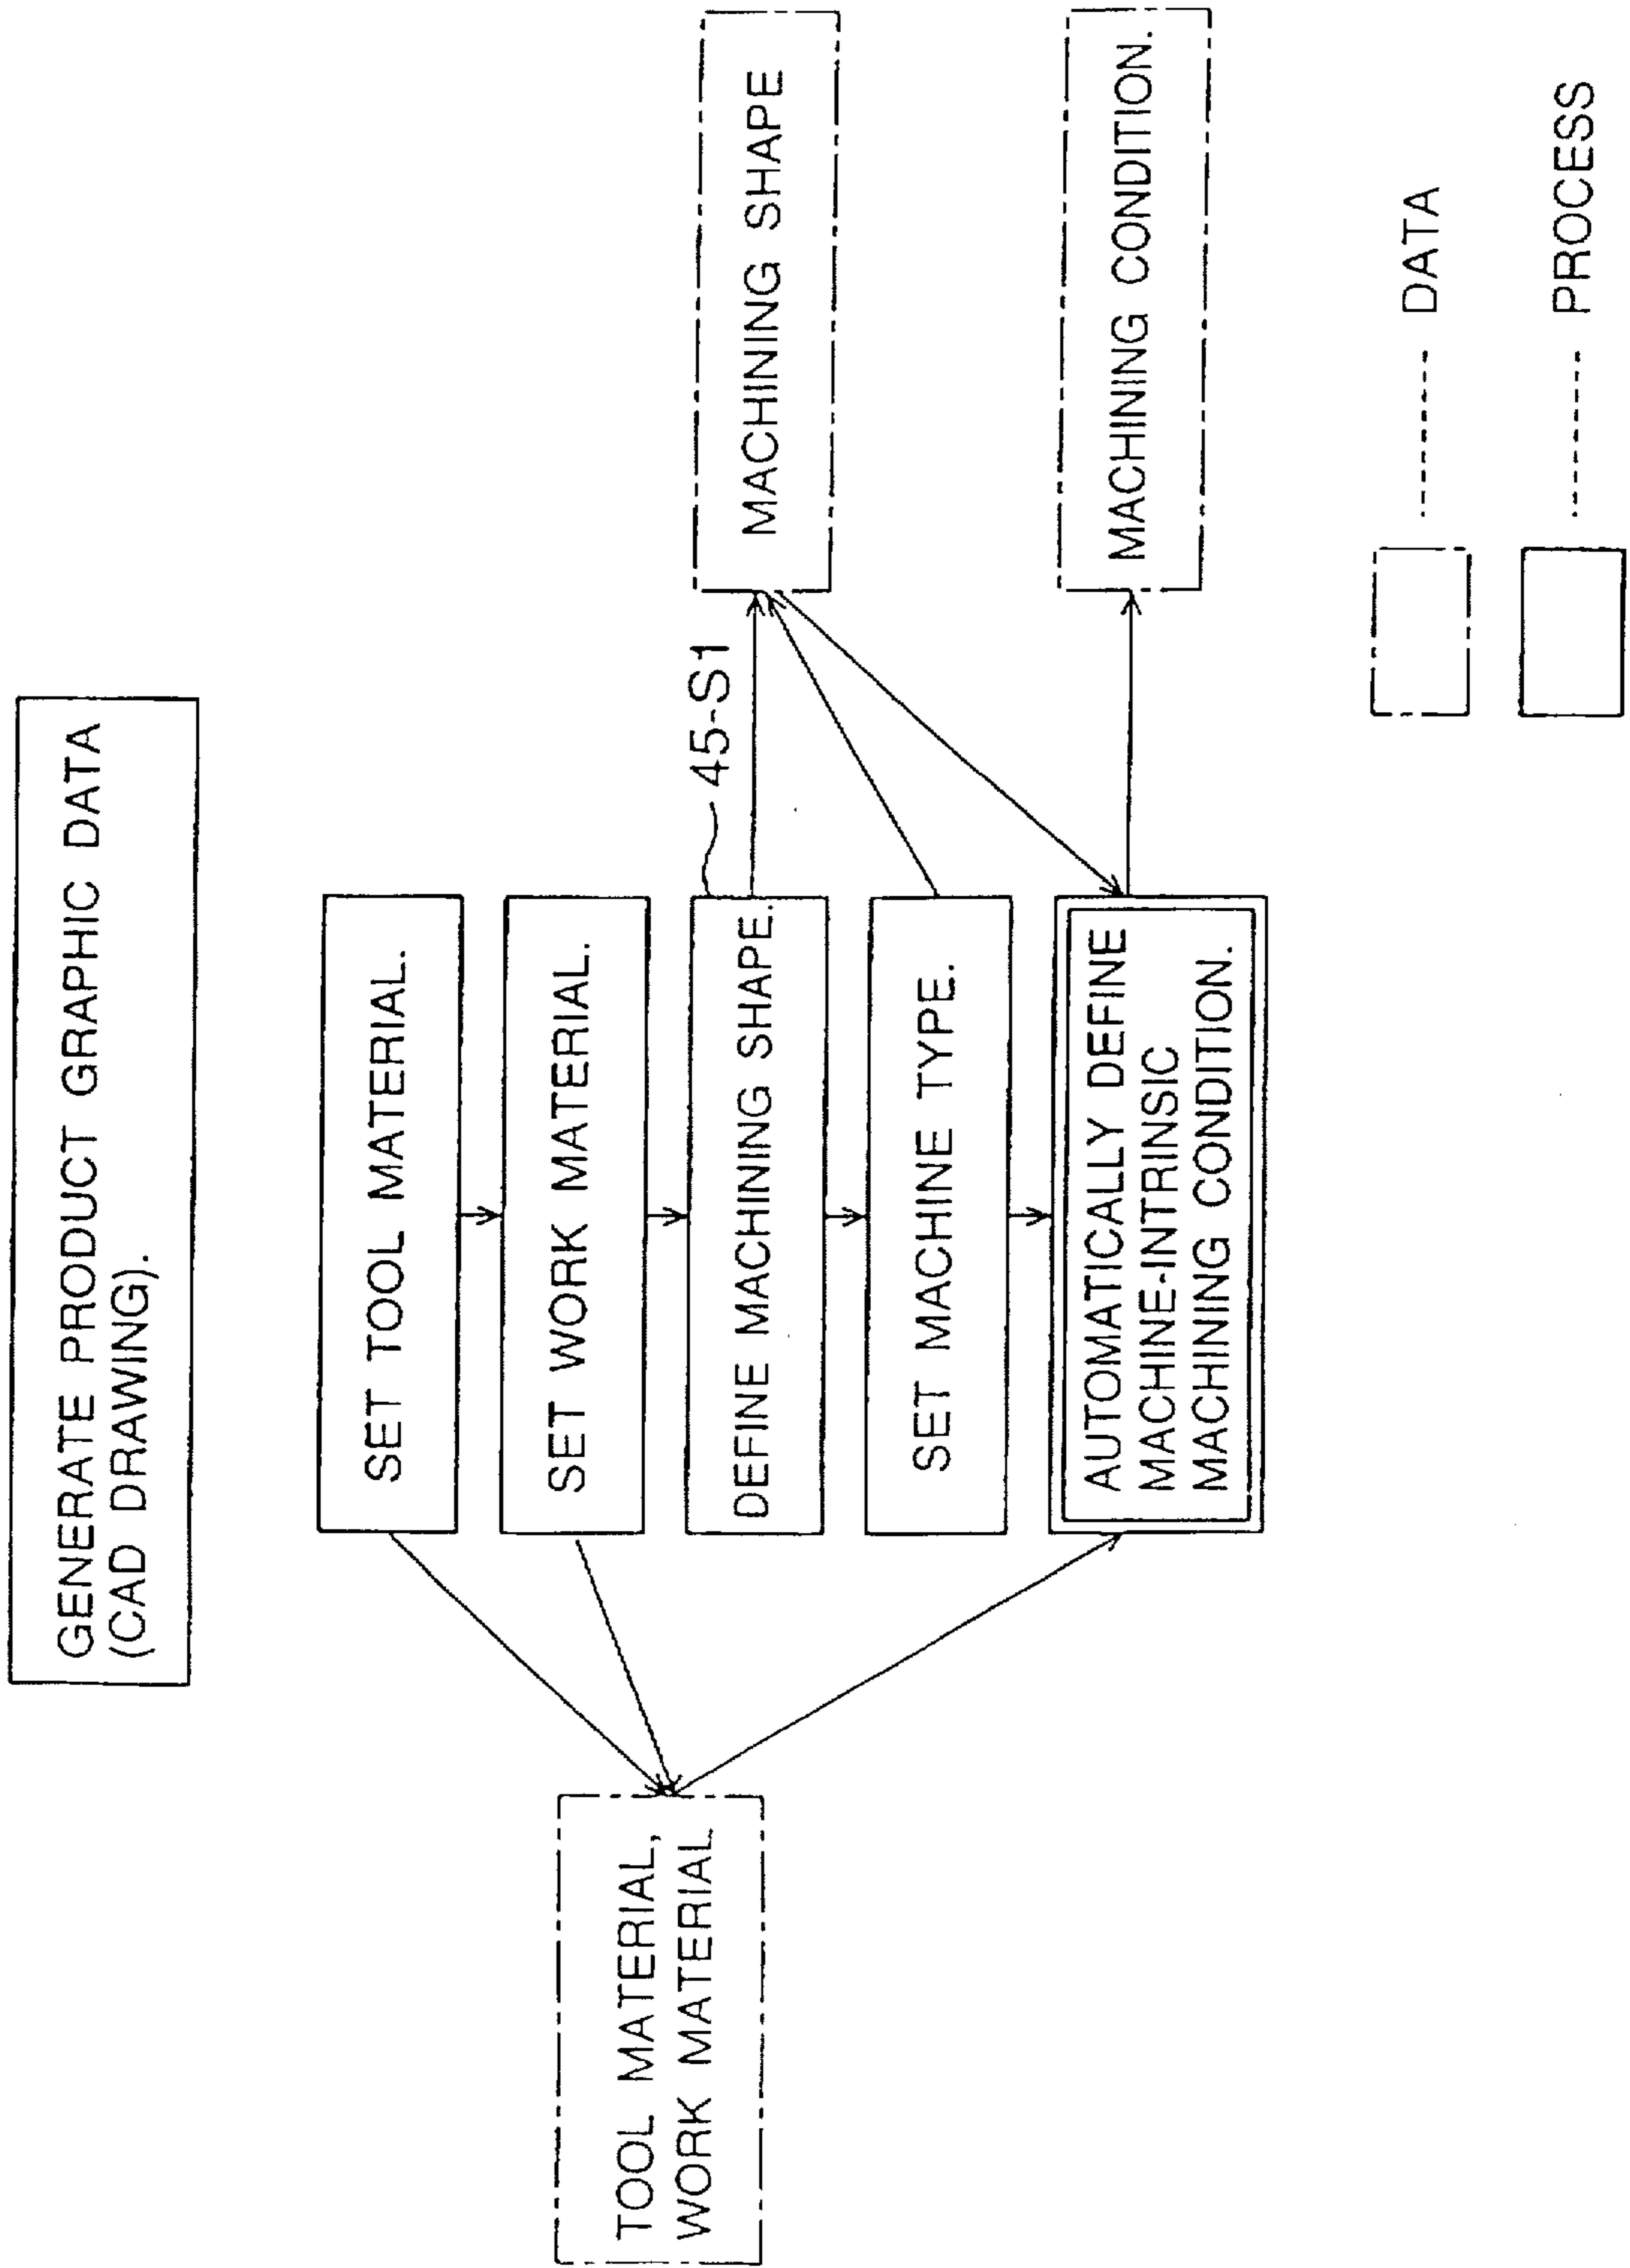 GENERATE PRODUCT GRAPHIC DATA
(CAD DRAWING).
SET TOOL MATERIAL.
SET WORK MATERIAL.
TOOL MATERIAL,
WORK MATERIAL
DEFINE MACHINING SHAPE.
45-S1
MACHINING SHAPE
SET MACHINE TYPE.
AUTOMATICALLY DEFINE
MACHINE-INTRINSIC
MACHINING CONDITION.
MACHINING CONDITION.
DATA
PROCESS